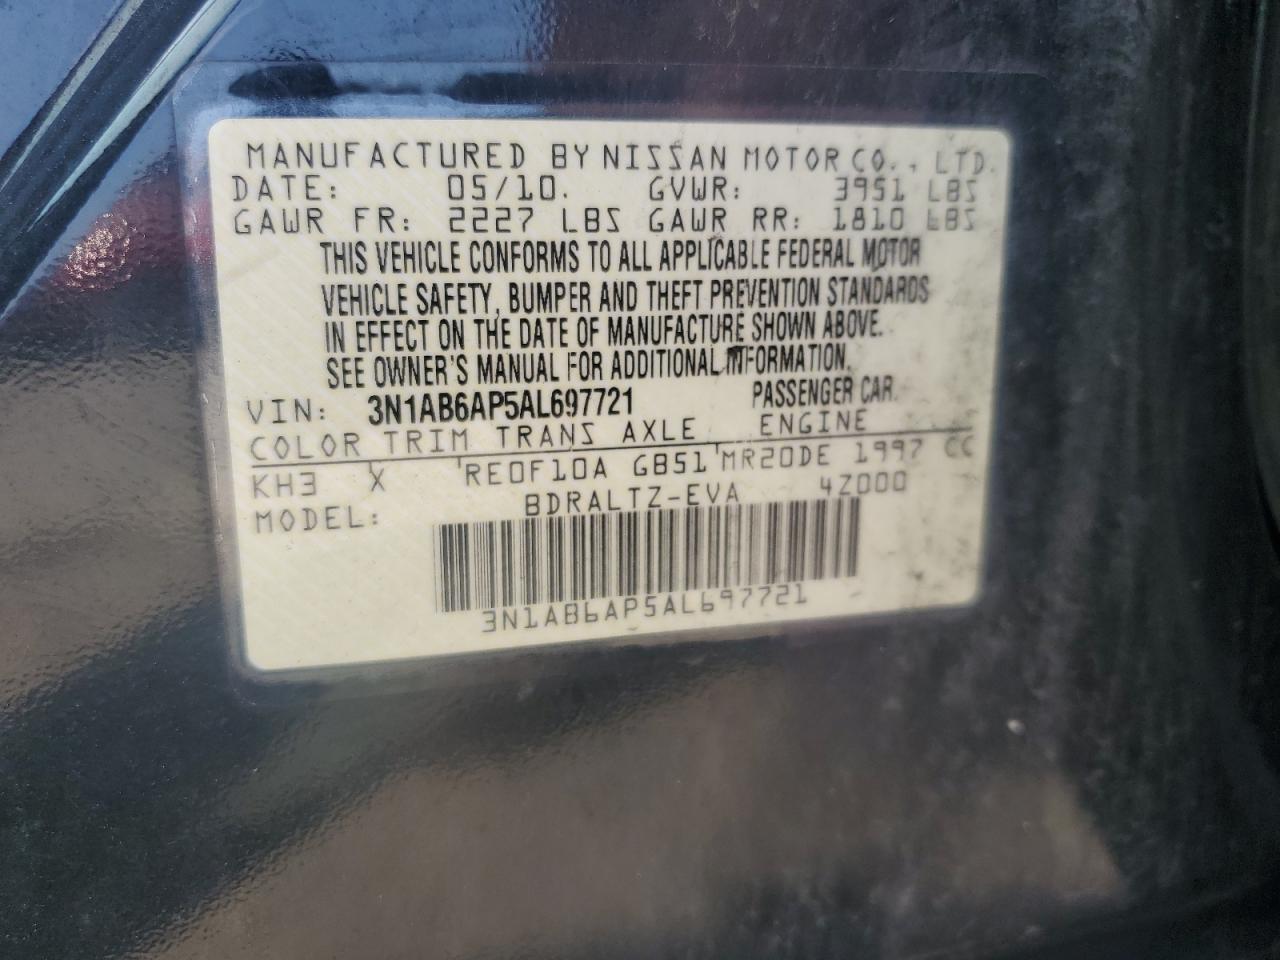 MANUFACTURED BY NISSAN MOTOR CO., LTD.
DATE: 05/10. GVWR: 3951 LBS
GAWR FR: 2227 LBS GAWR RR: 1810 LBS
THIS VEHICLE CONFORMS TO ALL APPLICABLE FEDERAL MOTOR
VEHICLE SAFETY, BUMPER AND THEFT PREVENTION STANDARDS
IN EFFECT ON THE DATE OF MANUFACTURE SHOWN ABOVE.
SEE OWNER'S MANUAL FOR ADDITIONAL INFORMATION.
VIN: 3N1AB6AP5AL697721 PASSENGER CAR.
COLOR TRIM TRANS AXLE ENGINE
KH3 X RE0F10A GB51 MR20DE 1997 CC
MODEL: BDRALTZ-EVA 4Z000
3N1AB6AP5AL697721